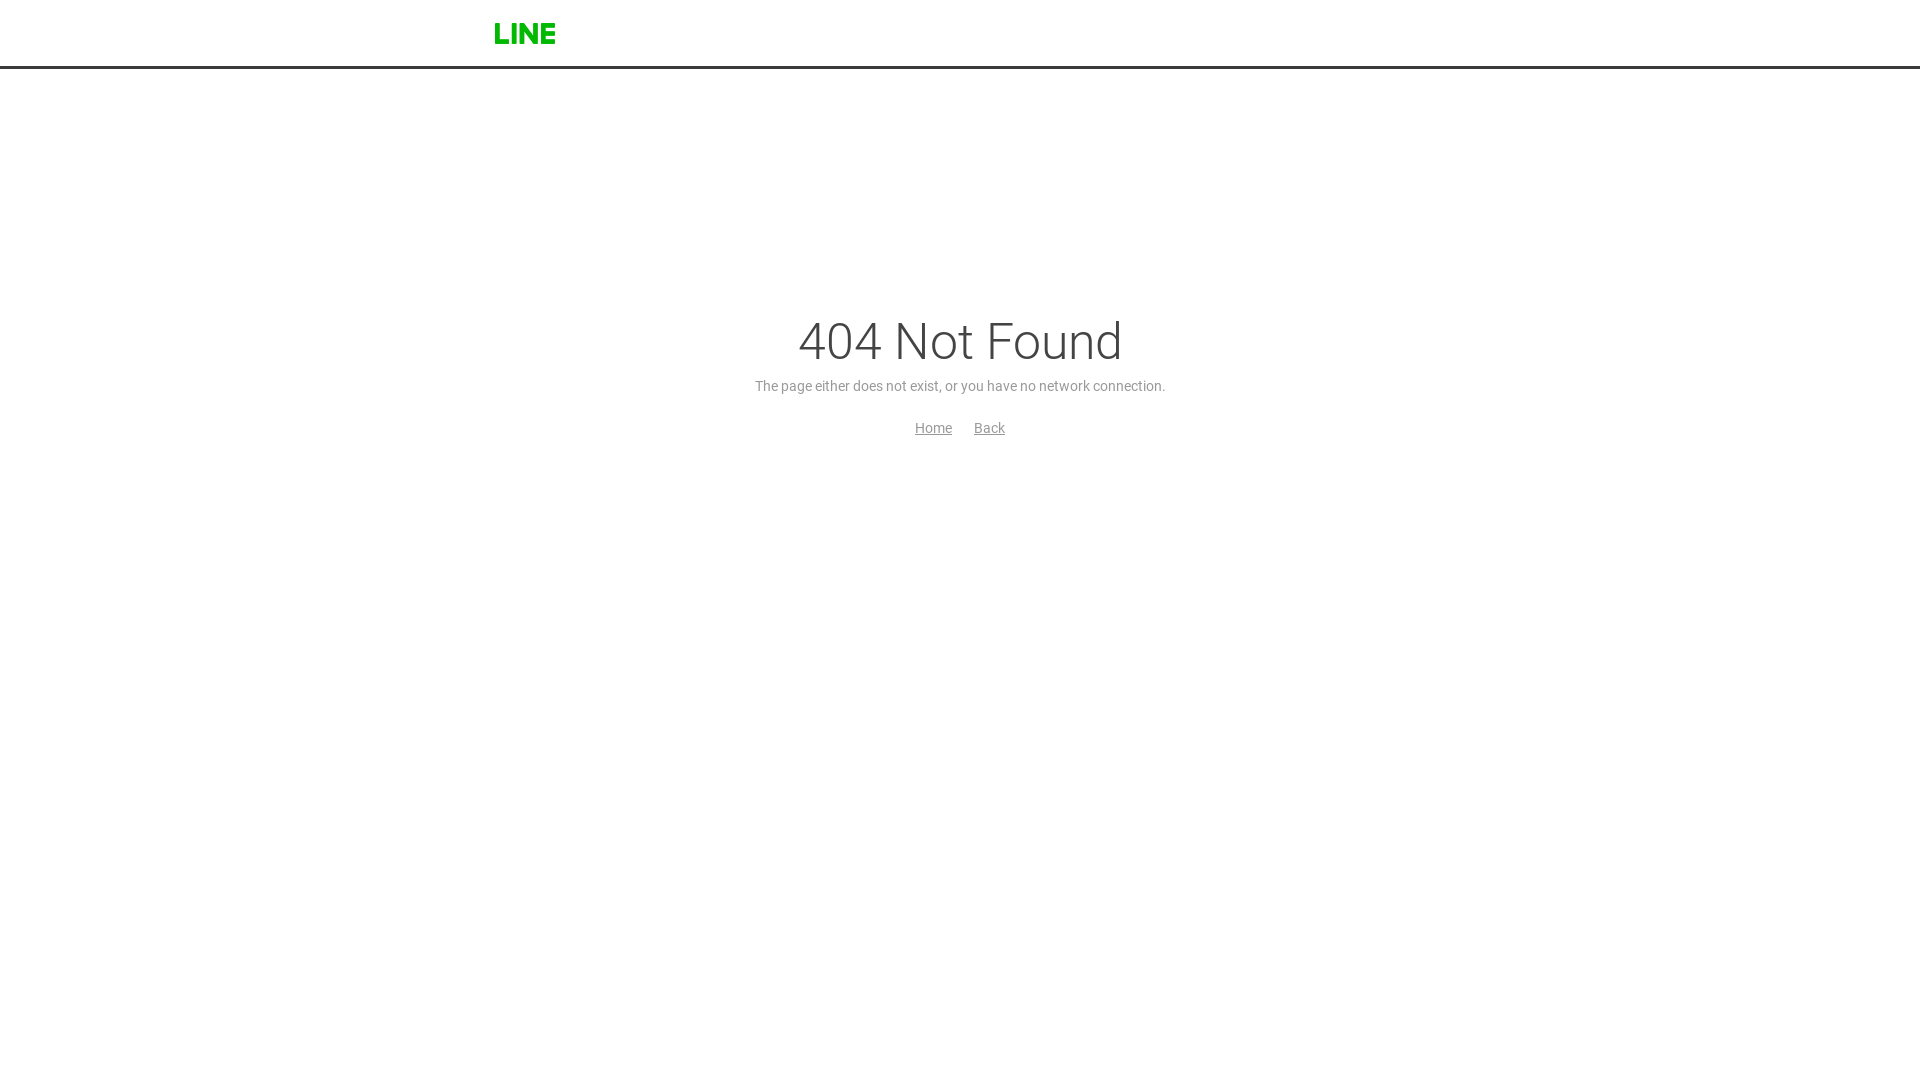 LINE
404 Not Found
The page either does not exist, or you have no network connection.
Home Back